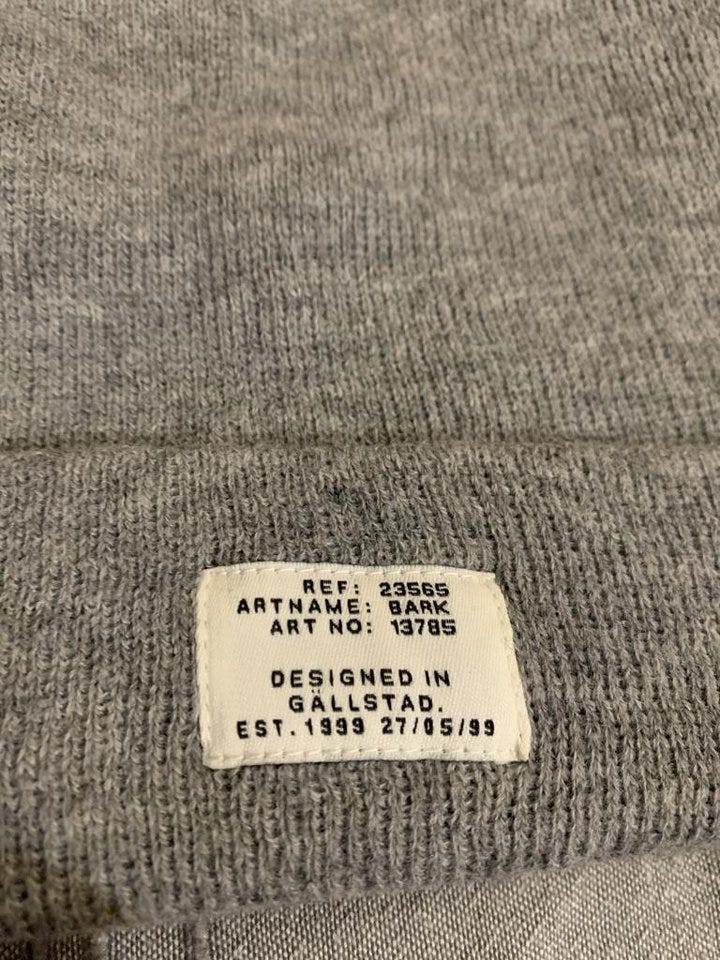 REF: 23565
ARTNAME: BARK
ART NO: 13785
DESIGNED IN
GÄLLSTAD.
EST. 1999 27/05/99